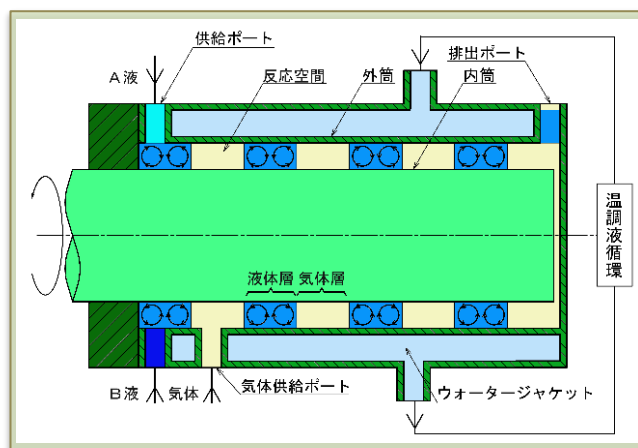 供給ポート
排出ポート
A液
反応空間
外筒
内筒
温調液循環
液体層 気体層
B液
気体
気体供給ポート
ウォータージャケット